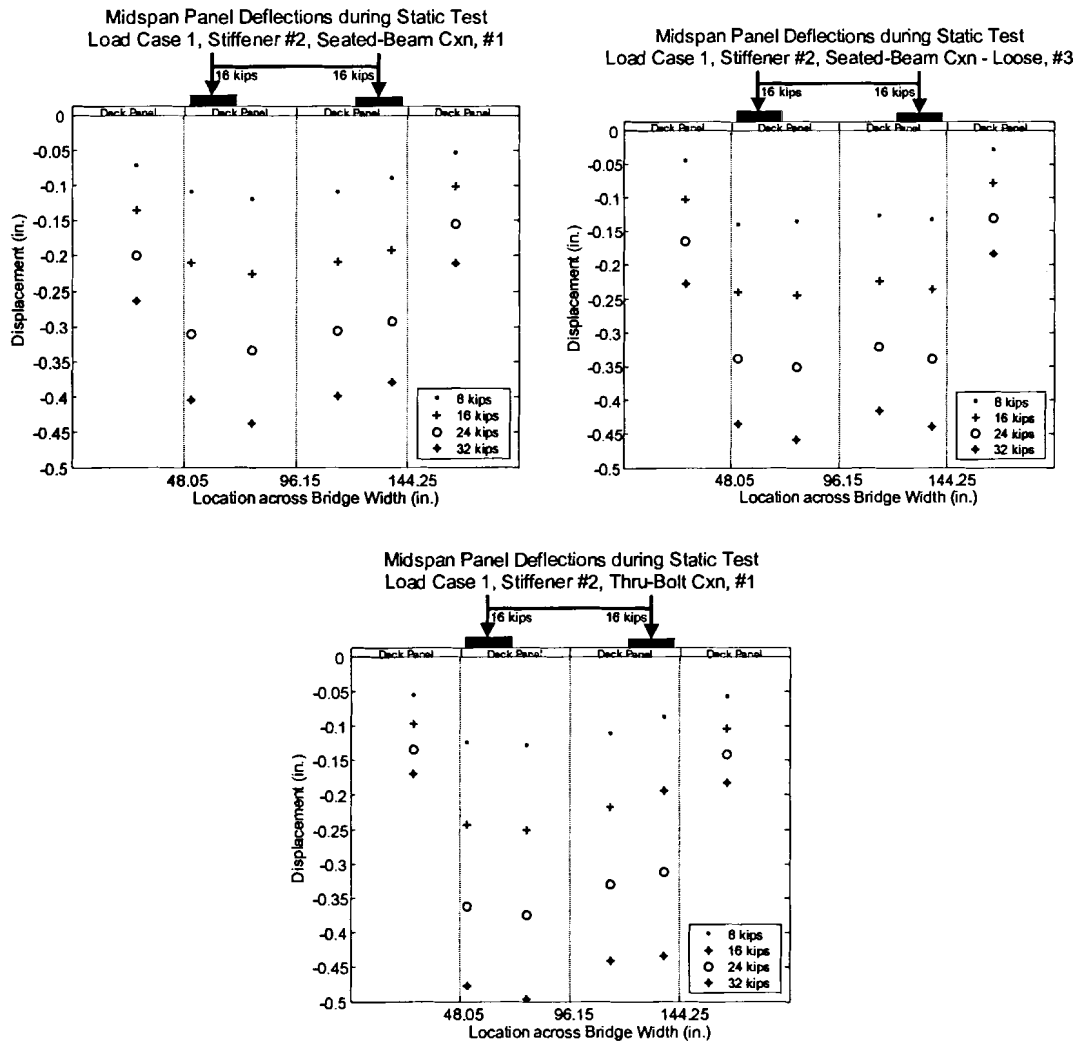 Midspan Panel Deflections during Static Test
Load Case 1, Stiffener #2, Seated-Beam Cxn, #1
16 kips 16 kips
Deck Panel Deck Panel Deck Panel Deck Panel
0
-0.05
-0.1
-0.15
-0.2
-0.25
-0.3
-0.35
-0.4
-0.45
-0.5
Displacement (in.)
8 kips
16 kips
24 kips
32 kips
48.05 96.15 144.25
Location across Bridge Width (in.)
Midspan Panel Deflections during Static Test
Load Case 1, Stiffener #2, Seated-Beam Cxn - Loose, #3
16 kips 16 kips
Deck Panel Deck Panel Deck Panel Deck Panel
0
-0.05
-0.1
-0.15
-0.2
-0.25
-0.3
-0.35
-0.4
-0.45
-0.5
Displacement (in.)
8 kips
16 kips
24 kips
32 kips
48.05 96.15 144.25
Location across Bridge Width (in.)
Midspan Panel Deflections during Static Test
Load Case 1, Stiffener #2, Thru-Bolt Cxn, #1
16 kips 16 kips
Deck Panel Deck Panel Deck Panel Deck Panel
0
-0.05
-0.1
-0.15
-0.2
-0.25
-0.3
-0.35
-0.4
-0.45
-0.5
Displacement (in.)
8 kips
16 kips
24 kips
32 kips
48.05 96.15 144.25
Location across Bridge Width (in.)